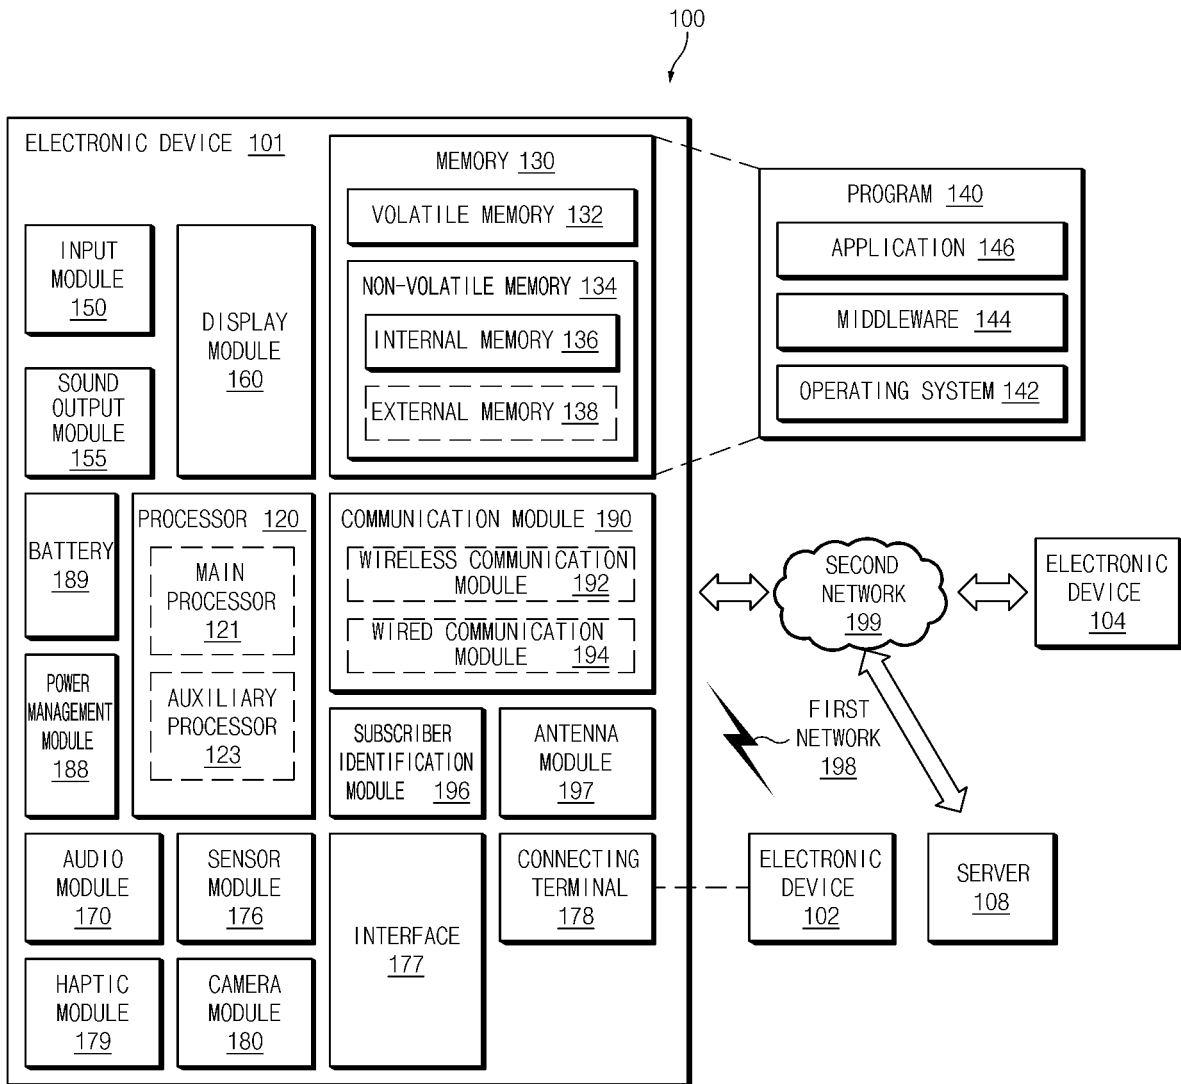 100
ELECTRONIC DEVICE 101
MEMORY 130
VOLATILE MEMORY 132
NON-VOLATILE MEMORY 134
INTERNAL MEMORY 136
EXTERNAL MEMORY 138
PROGRAM 140
APPLICATION 146
MIDDLEWARE 144
OPERATING SYSTEM 142
INPUT
MODULE
150
DISPLAY
MODULE
160
SOUND
OUTPUT
MODULE
155
BATTERY
189
PROCESSOR 120
MAIN
PROCESSOR
121
AUXILIARY
PROCESSOR
123
COMMUNICATION MODULE 190
WIRELESS COMMUNICATION
MODULE 192
WIRED COMMUNICATION
MODULE 194
SECOND
NETWORK
199
ELECTRONIC
DEVICE
104
POWER
MANAGEMENT
MODULE
188
SUBSCRIBER
IDENTIFICATION
MODULE 196
ANTENNA
MODULE
197
FIRST
NETWORK
198
AUDIO
MODULE
170
SENSOR
MODULE
176
INTERFACE
177
CONNECTING
TERMINAL
178
ELECTRONIC
DEVICE
102
SERVER
108
HAPTIC
MODULE
179
CAMERA
MODULE
180